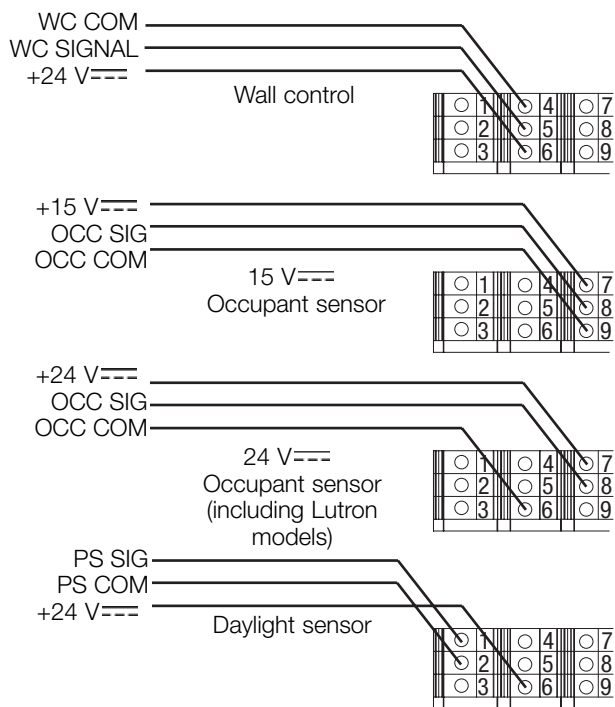 WC COM
WC SIGNAL
+24 V
Wall control
1 4 7
2 5 8
3 6 9
+15 V
OCC SIG
OCC COM
15 V
Occupant sensor
1 4 7
2 5 8
3 6 9
+24 V
OCC SIG
OCC COM
24 V
Occupant sensor
(including Lutron
models)
1 4 7
2 5 8
3 6 9
PS SIG
PS COM
+24 V
Daylight sensor
1 4 7
2 5 8
3 6 9